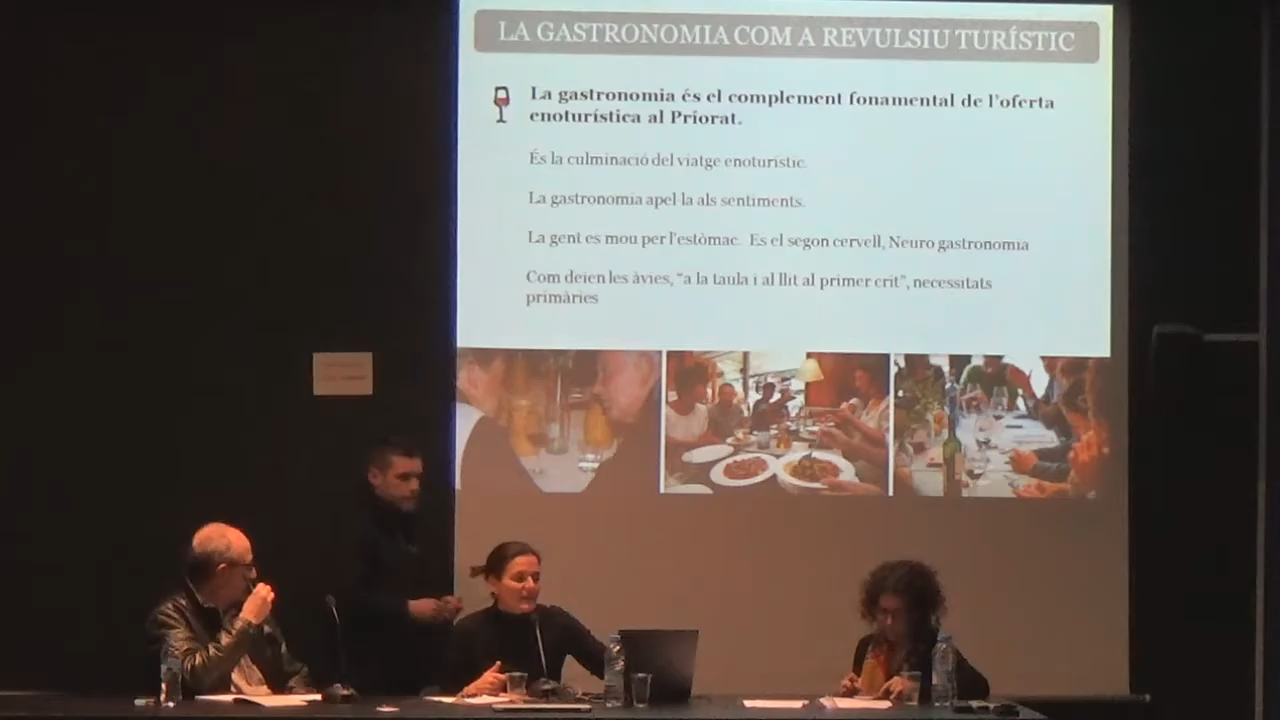 LA GASTRONOMIA COM A REVULSIU TURÍSTIC
La gastronomia és el complement fonamental de l'oferta
enoturística al Priorat.
És la culminació del viatge enoturístic.
La gastronomia apel·la als sentiments.
La gent es mou per l'estòmac. Es el segon cervell, Neuro gastronomia
Com deien les àvies, "a la taula i al llit al primer crit", necessitats
primàries